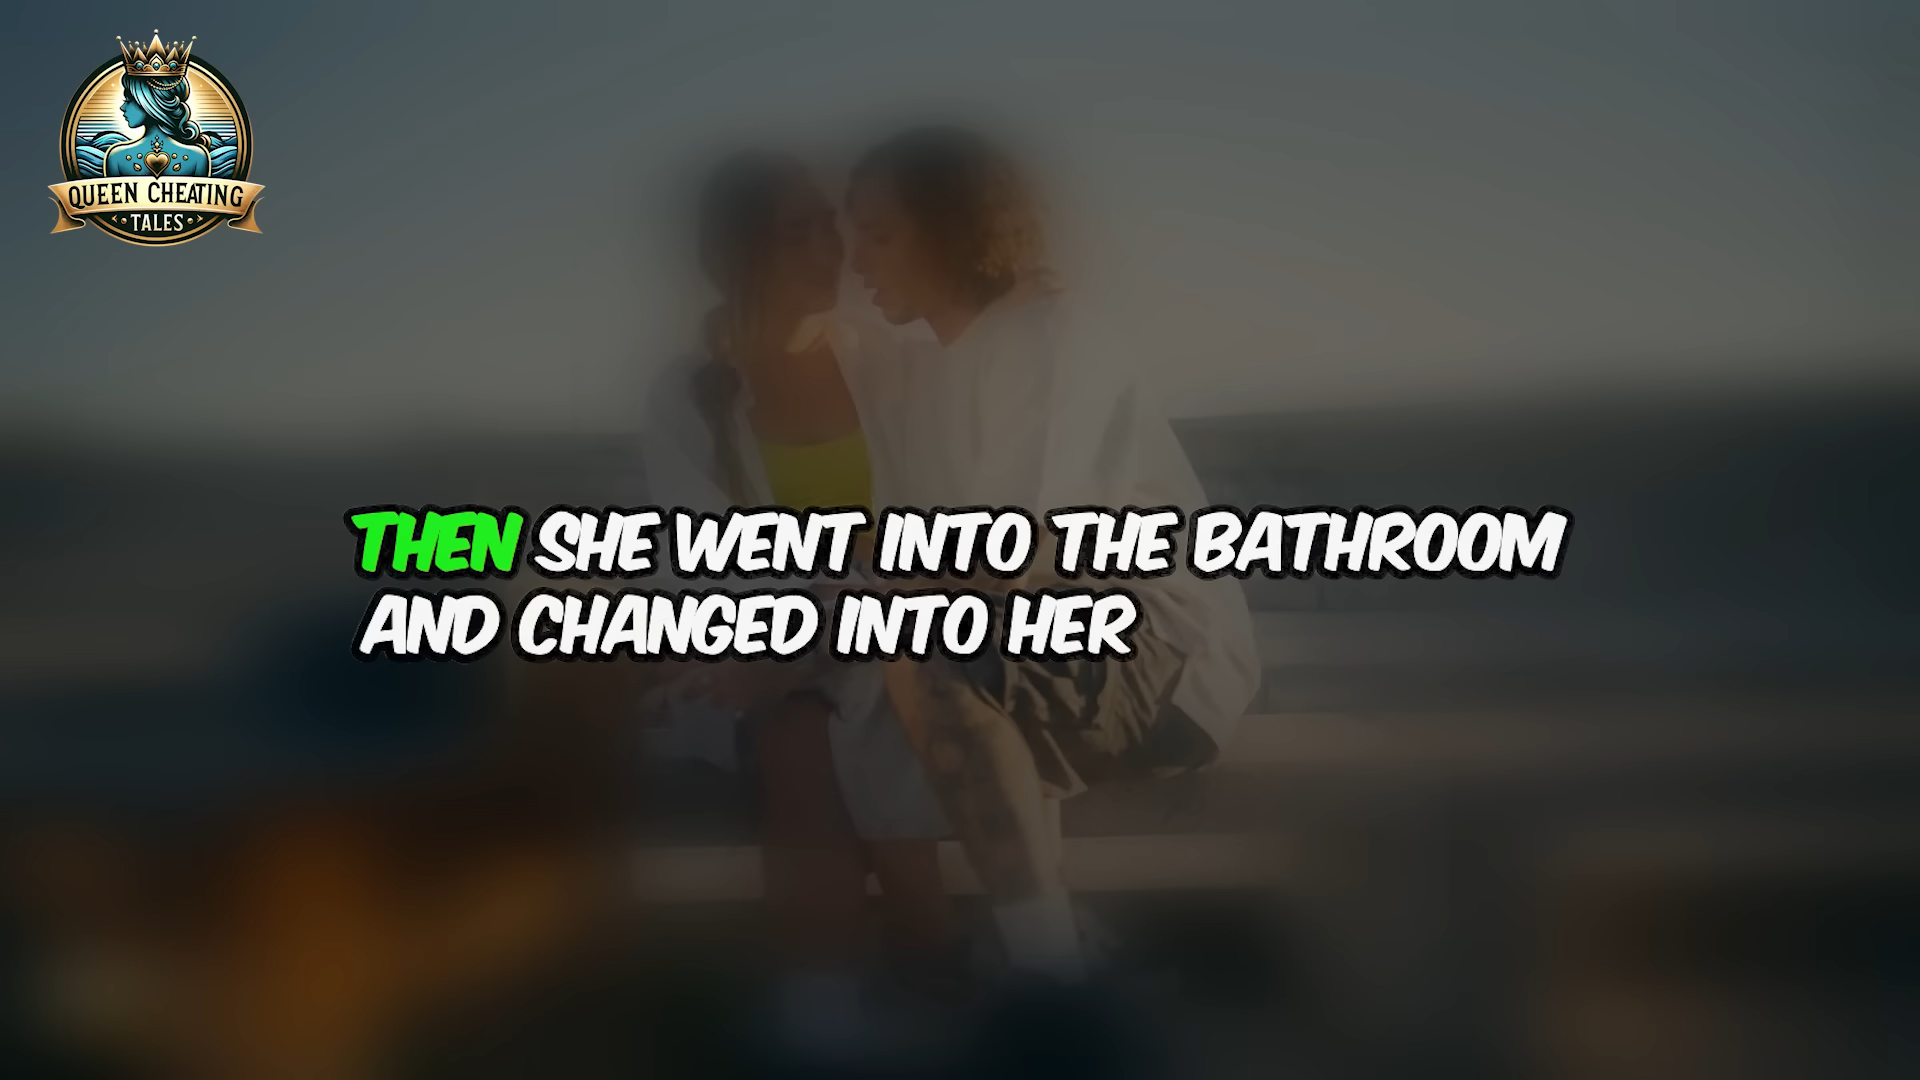 QUEEN CHEATING
TALES
THEN SHE WENT INTO THE BATHROOM
AND CHANGED INTO HER